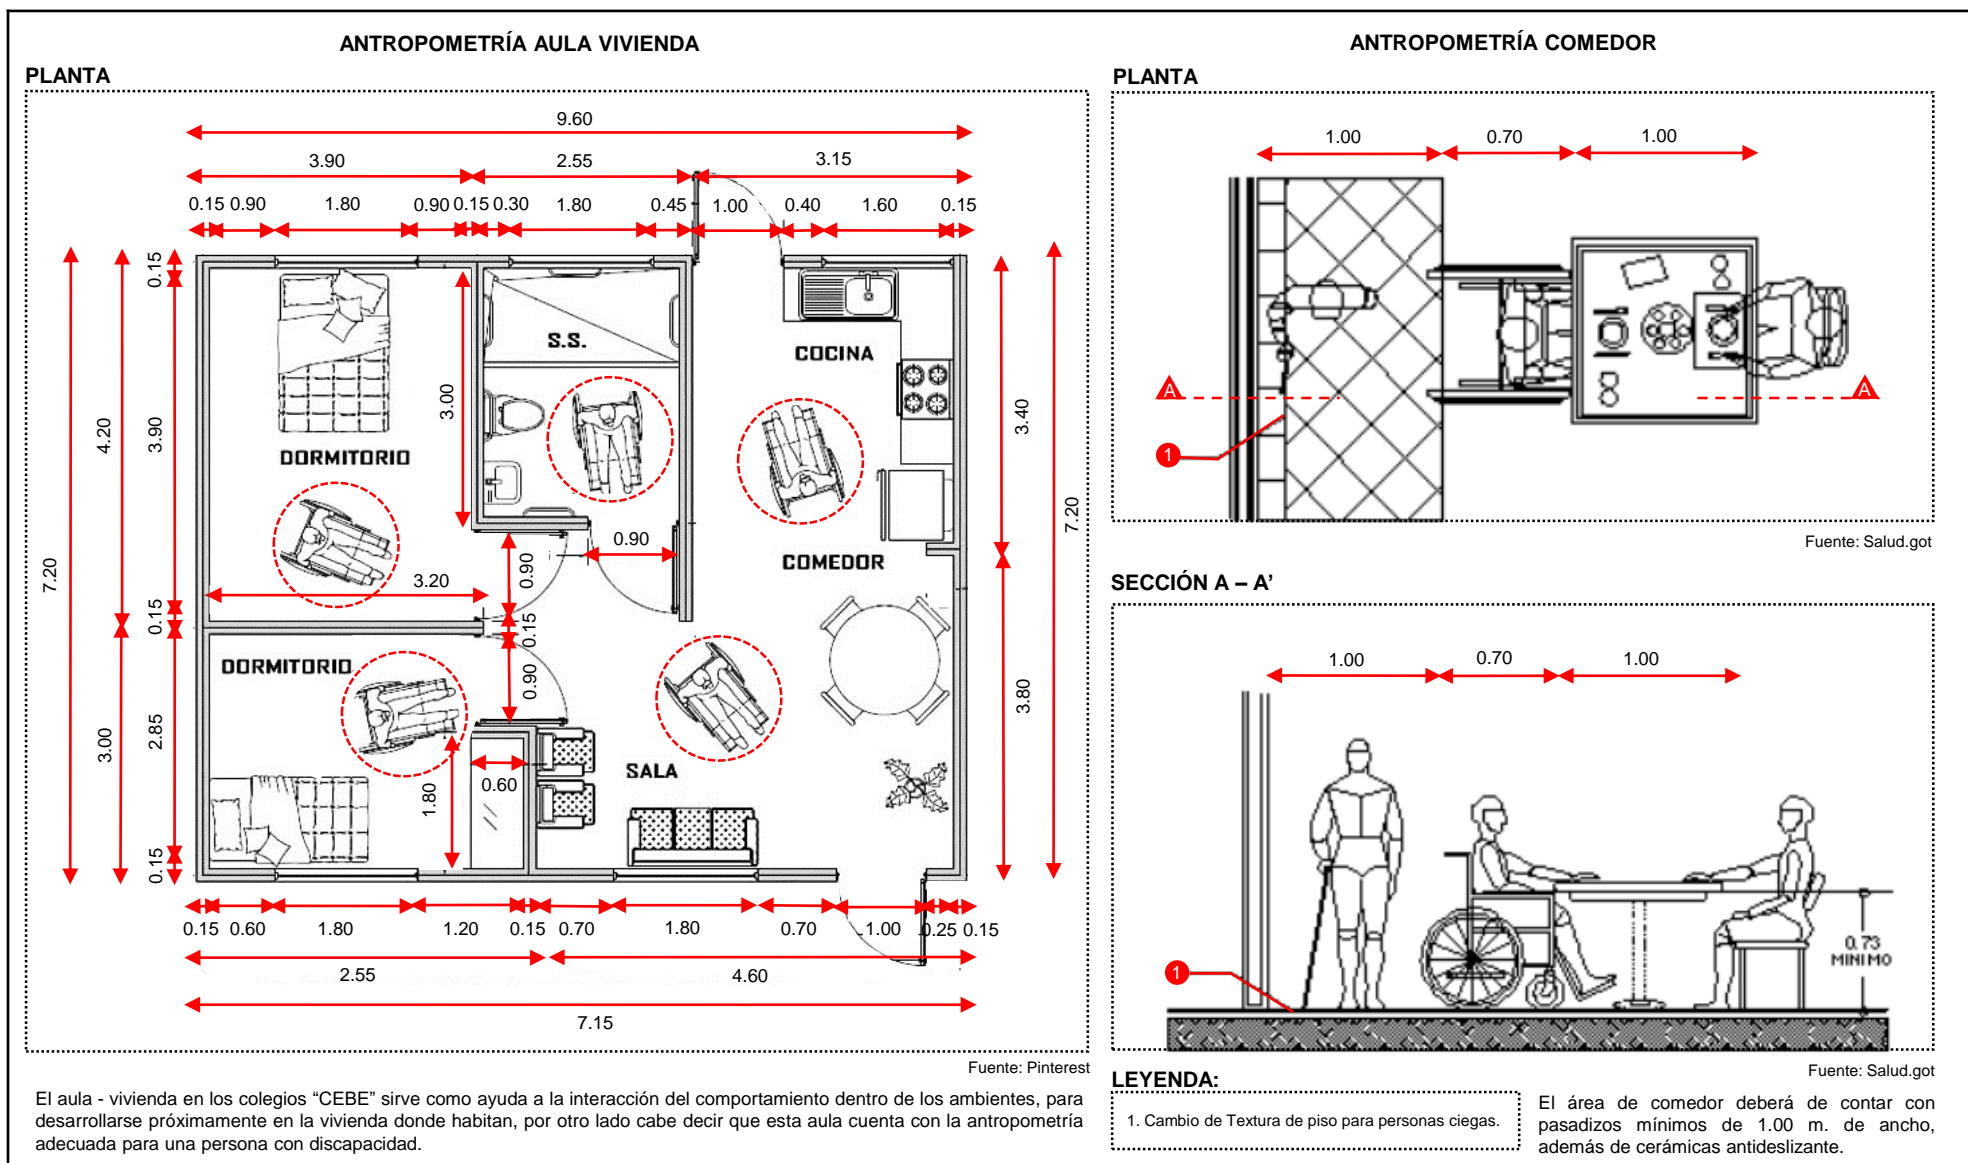 ANTROPOMETRÍA AULA VIVIENDA
PLANTA
9.60
3.90 2.55 3.15
0.15 0.90 1.80 0.90 0.15 0.30 1.80 0.45 1.00 0.40 1.60 0.15
7.20
4.20
3.00
0.15
3.90
0.15
2.85
0.15
DORMITORIO
3.20
3.00
S.S.
0.90
0.90
0.15
0.90
COCINA
COMEDOR
3.40
3.80
7.20
DORMITORIO
0.60
1.80
SALA
0.15 0.60 1.80 1.20 0.15 0.70 1.80 0.70 1.00 0.25 0.15
2.55 4.60
7.15
Fuente: Pinterest
El aula - vivienda en los colegios “CEBE” sirve como ayuda a la interacción del comportamiento dentro de los ambientes, para
desarrollarse próximamente en la vivienda donde habitan, por otro lado cabe decir que esta aula cuenta con la antropometría
adecuada para una persona con discapacidad.
ANTROPOMETRÍA COMEDOR
PLANTA
1.00 0.70 1.00
A A
1
Fuente: Salud.got
SECCIÓN A – A’
1.00 0.70 1.00
0.73
MINIMO
1
Fuente: Salud.got
LEYENDA:
1. Cambio de Textura de piso para personas ciegas.
El área de comedor deberá de contar con
pasadizos mínimos de 1.00 m. de ancho,
además de cerámicas antideslizante.